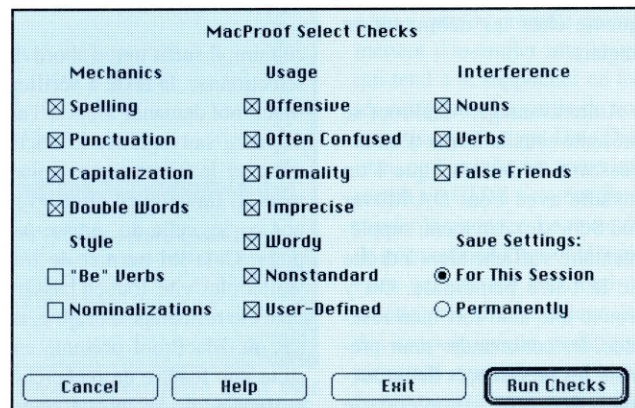 MacProof Select Checks
Mechanics Usage Interference
Spelling Offensive Nouns
Punctuation Often Confused Verbs
Capitalization Formality False Friends
Double Words Imprecise
Style Wordy Save Settings:
"Be" Verbs Nonstandard For This Session
Nominalizations User-Defined Permanently
Cancel Help Exit Run Checks